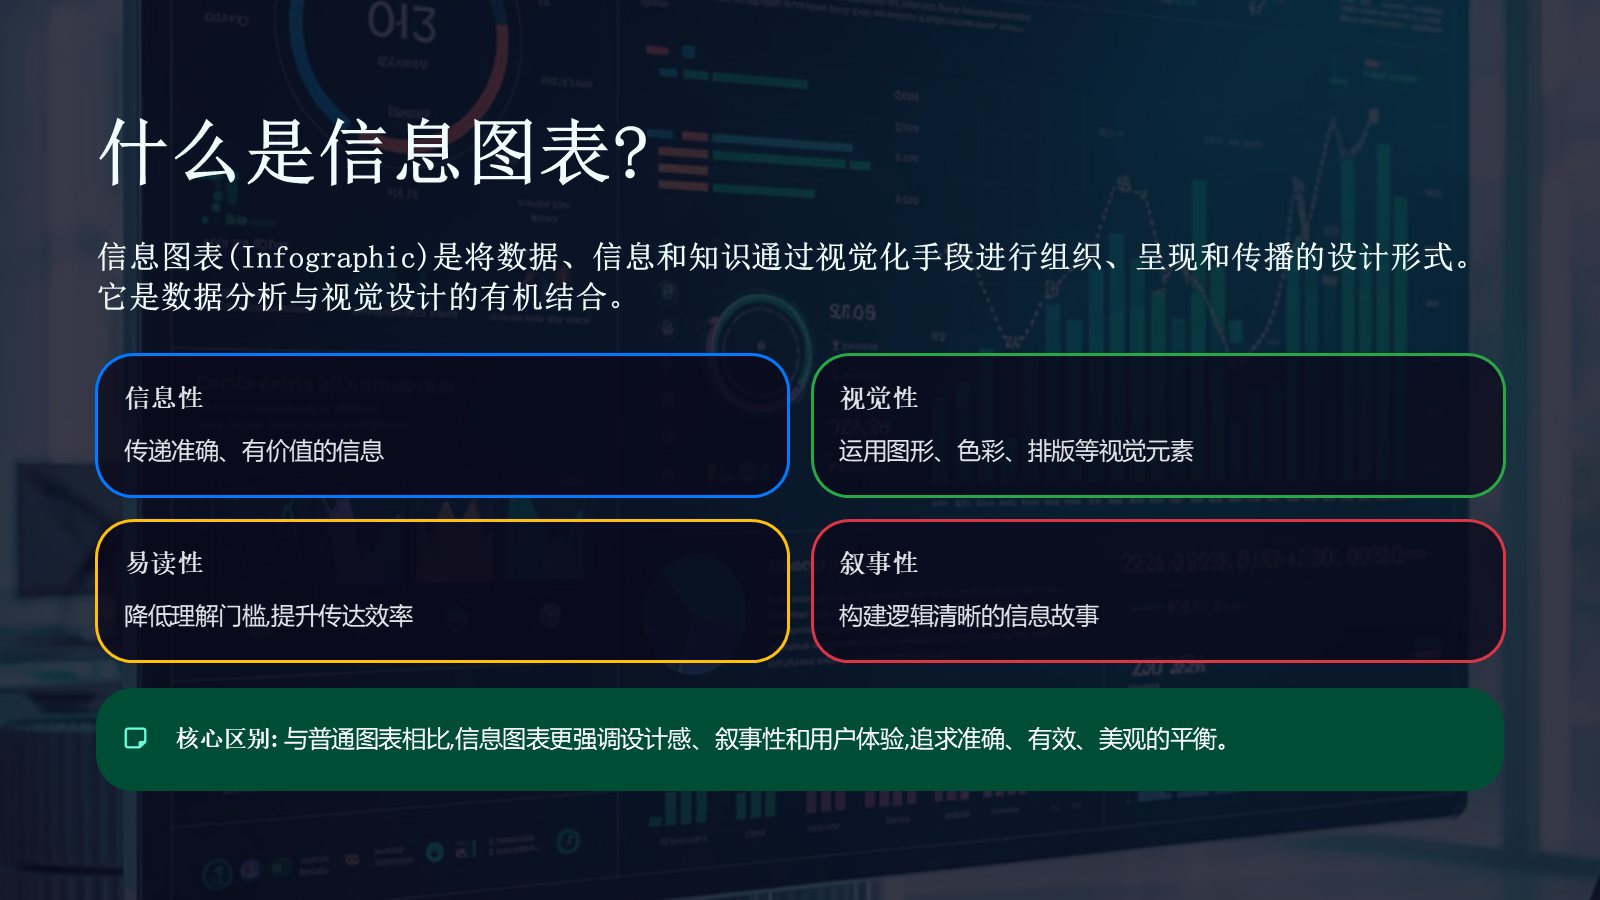 什么是信息图表?
信息图表(Infographic)是将数据、信息和知识通过视觉化手段进行组织、呈现和传播的设计形式。
它是数据分析与视觉设计的有机结合。
信息性
传递准确、有价值的信息
视觉性
运用图形、色彩、排版等视觉元素
易读性
降低理解门槛,提升传达效率
叙事性
构建逻辑清晰的信息故事
核心区别: 与普通图表相比,信息图表更强调设计感、叙事性和用户体验,追求准确、有效、美观的平衡。